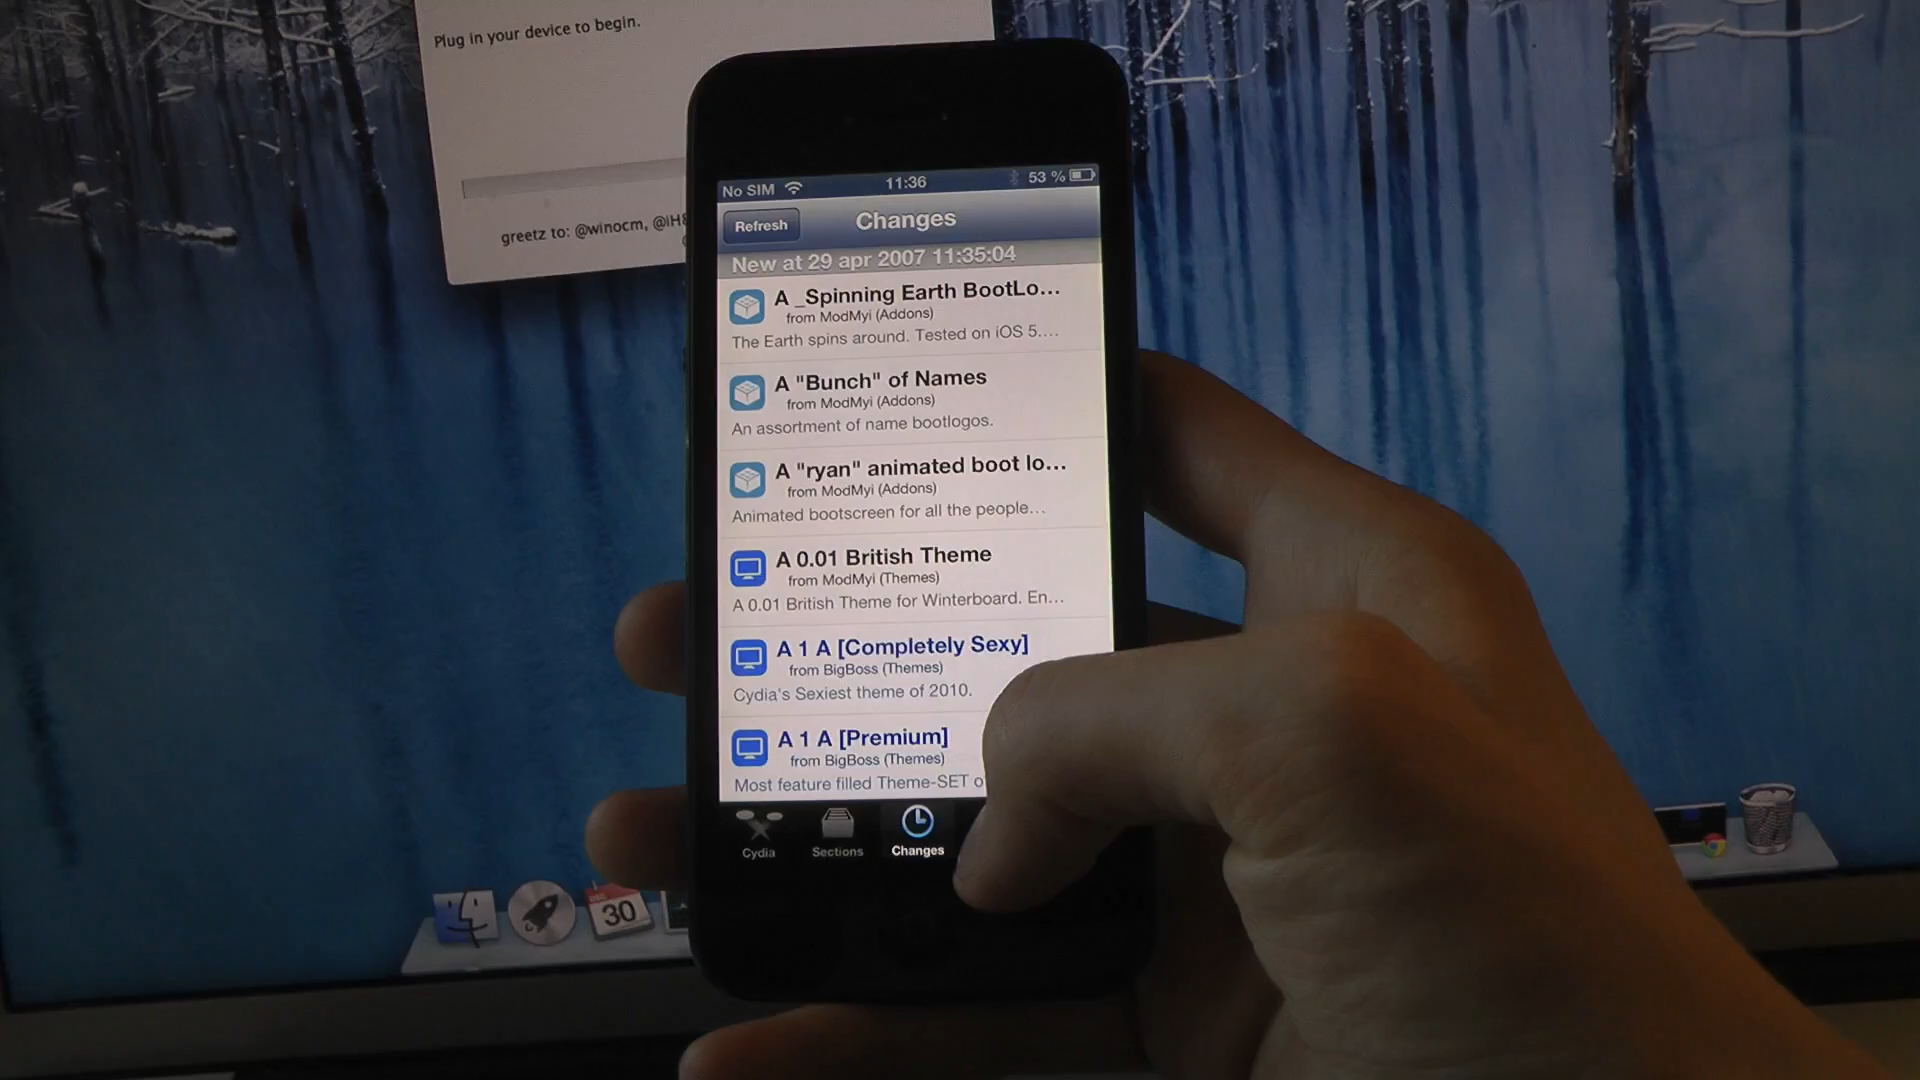 Plug in your device to begin.
greetz to: @winocm,
No SIM 11:36 53 %
Refresh Changes
New at 29 apr 2007 11:35:04
A _Spinning Earth BootLo…
from ModMyi (Addons)
The Earth spins around. Tested on iOS 5.…
A "Bunch" of Names
from ModMyi (Addons)
An assortment of name bootlogos.
A "ryan" animated boot lo…
from ModMyi (Addons)
Animated bootscreen for all the people…
A 0.01 British Theme
from ModMyi (Themes)
A 0.01 British Theme for Winterboard. En…
A 1 A [Completely Sexy]
from BigBoss (Themes)
Cydia's Sexiest theme of 2010.
A 1 A [Premium]
from BigBoss (Themes)
Most feature filled Theme-SET o
Cydia Sections Changes
30